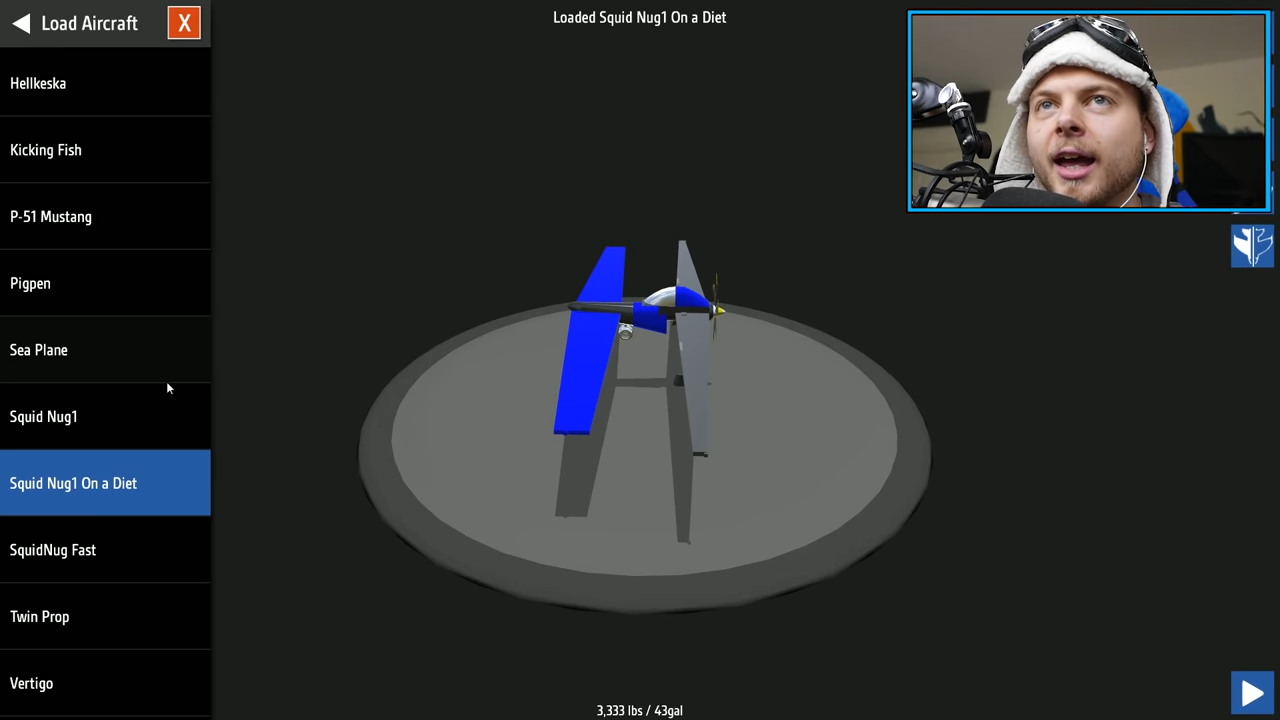 Load Aircraft
X
Loaded Squid Nug1 On a Diet
Hellkeska
Kicking Fish
P-51 Mustang
Pigpen
Sea Plane
Squid Nug1
Squid Nug1 On a Diet
SquidNug Fast
Twin Prop
Vertigo
3,333 lbs / 43gal